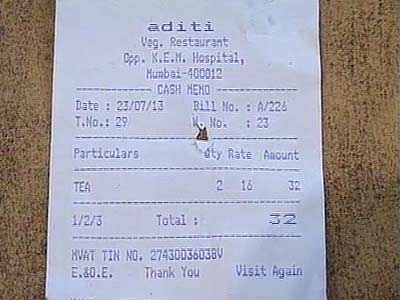 aditi
Veg. Restaurant
Opp. K.E.M. Hospital,
Mumbai-400012
CASH MEMO
Date : 23/07/13 Bill No. : A/226
T.No.: 29 W. No. : 23
Particulars Qty Rate Amount
TEA 2 16 32
1/2/3 Total : 32
MVAT TIN NO. 27430036038V
E.&O.E. Thank You Visit Again